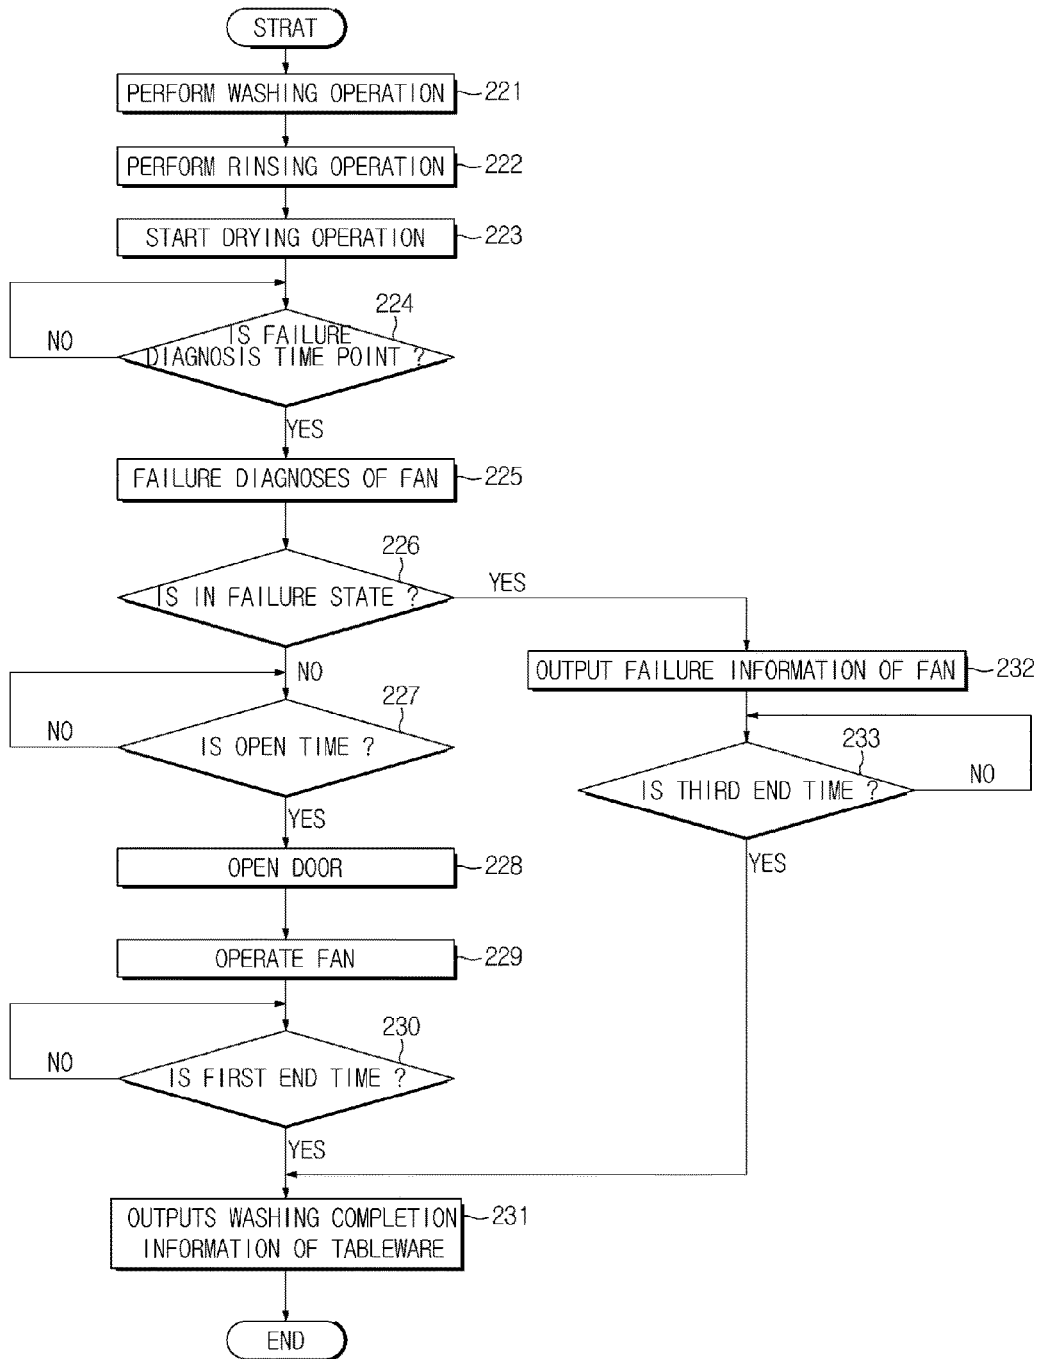 STRAT
PERFORM WASHING OPERATION
221
PERFORM RINSING OPERATION
222
START DRYING OPERATION
223
224
IS FAILURE
DIAGNOSIS TIME POINT ?
NO
YES
FAILURE DIAGNOSES OF FAN
225
226
IS IN FAILURE STATE ?
YES
NO
227
IS OPEN TIME ?
NO
YES
OPEN DOOR
228
OPERATE FAN
229
230
IS FIRST END TIME ?
NO
YES
OUTPUT FAILURE INFORMATION OF FAN
232
233
IS THIRD END TIME ?
NO
YES
OUTPUTS WASHING COMPLETION
INFORMATION OF TABLEWARE
231
END